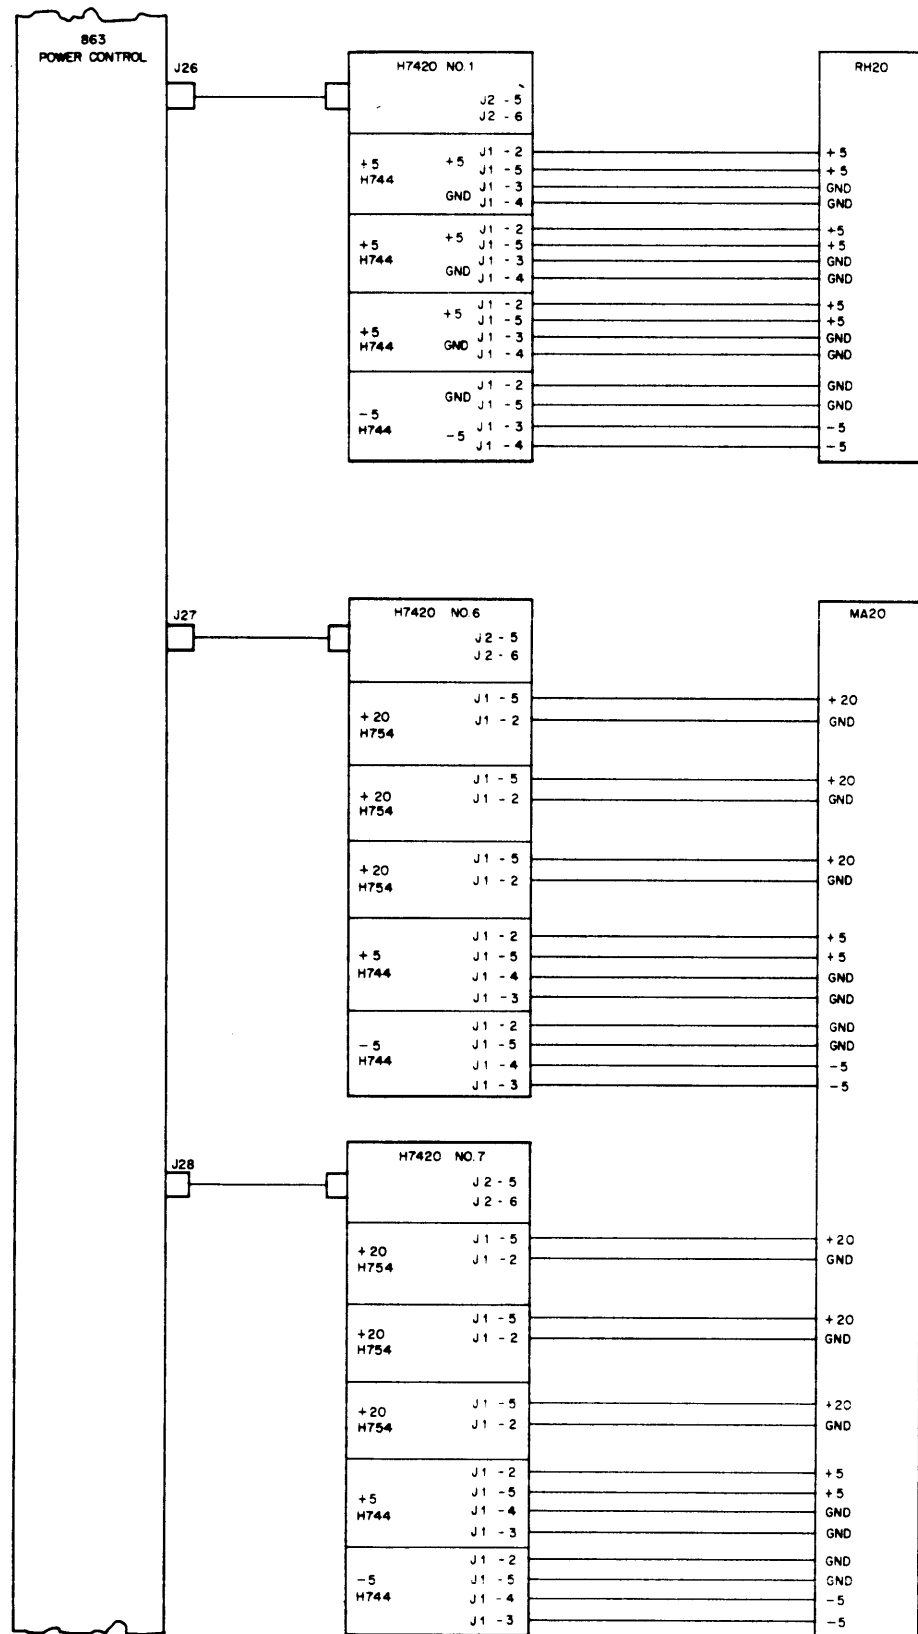 863
POWER CONTROL
J26
H7420 NO.1
J2 - 5
J2 - 6
+5
H744
+5
GND
J1 - 2
J1 - 5
J1 - 3
J1 - 4
+5
H744
+5
GND
J1 - 2
J1 - 5
J1 - 3
J1 - 4
+5
H744
+5
GND
J1 - 2
J1 - 5
J1 - 3
J1 - 4
-5
H744
GND
-5
J1 - 2
J1 - 5
J1 - 3
J1 - 4
RH20
+5
+5
GND
GND
+5
+5
GND
GND
+5
+5
GND
GND
GND
GND
-5
-5
J27
H7420 NO.6
J2 - 5
J2 - 6
+20
H754
J1 - 5
J1 - 2
+20
H754
J1 - 5
J1 - 2
+20
H754
J1 - 5
J1 - 2
+5
H744
J1 - 2
J1 - 5
J1 - 4
J1 - 3
-5
H744
J1 - 2
J1 - 5
J1 - 4
J1 - 3
MA20
+20
GND
+20
GND
+20
GND
+5
+5
GND
GND
GND
GND
-5
-5
J28
H7420 NO.7
J2 - 5
J2 - 6
+20
H754
J1 - 5
J1 - 2
+20
H754
J1 - 5
J1 - 2
+20
H754
J1 - 5
J1 - 2
+5
H744
J1 - 2
J1 - 5
J1 - 4
J1 - 3
-5
H744
J1 - 2
J1 - 5
J1 - 4
J1 - 3
+20
GND
+20
GND
+20
GND
+5
+5
GND
GND
GND
GND
-5
-5